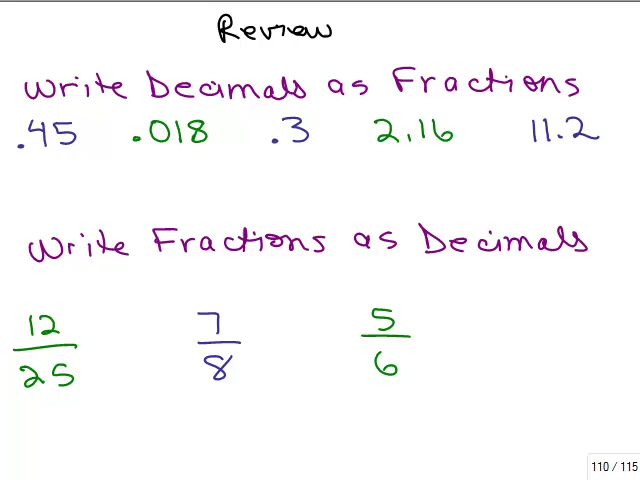 Review
Write Decimals as Fractions
.45 .018 .3 2.16 11.2
Write Fractions as Decimals
12 7 5
25 8 6
110 / 115